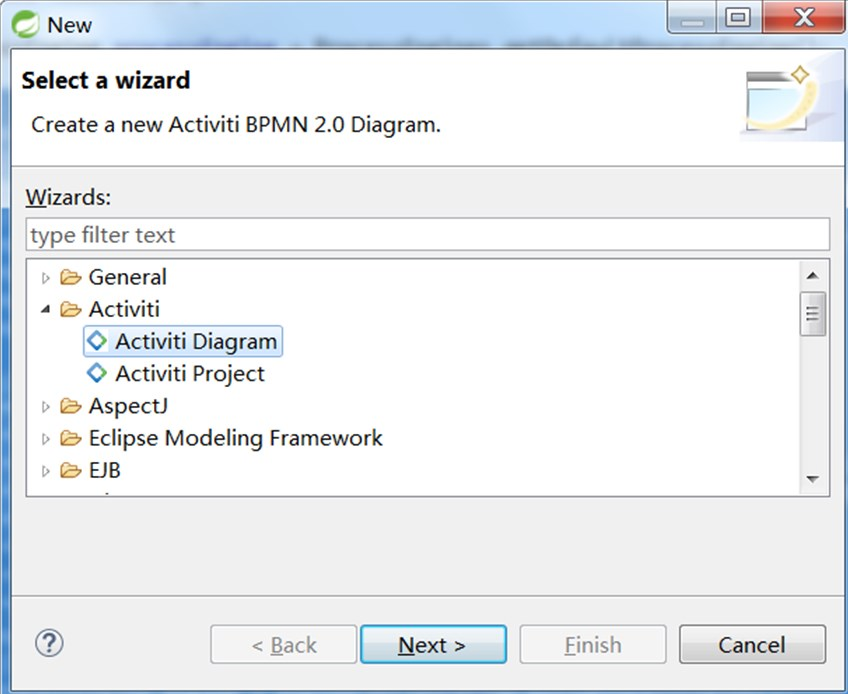 New
Select a wizard
Create a new Activiti BPMN 2.0 Diagram.
Wizards:
type filter text
General
Activiti
Activiti Diagram
Activiti Project
AspectJ
Eclipse Modeling Framework
EJB
< Back
Next >
Finish
Cancel